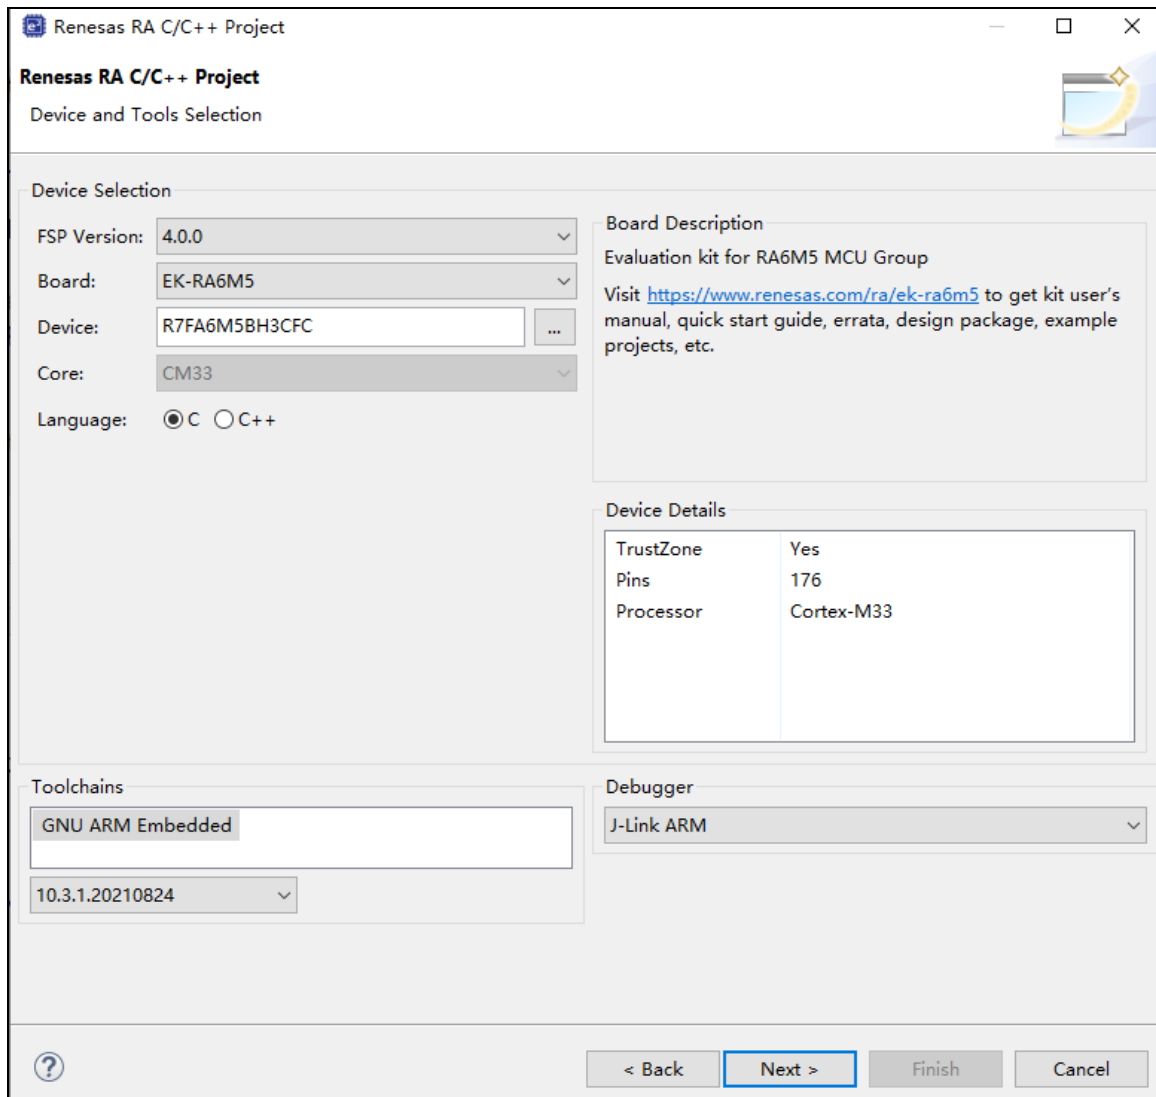 Renesas RA C/C++ Project
Renesas RA C/C++ Project
Device and Tools Selection
Device Selection
FSP Version: 4.0.0
Board: EK-RA6M5
Device: R7FA6M5BH3CFC ...
Core: CM33
Language: C C++
Board Description
Evaluation kit for RA6M5 MCU Group
Visit https://www.renesas.com/ra/ek-ra6m5 to get kit user's
manual, quick start guide, errata, design package, example
projects, etc.
Device Details
TrustZone Yes
Pins 176
Processor Cortex-M33
Toolchains
GNU ARM Embedded
10.3.1.20210824
Debugger
J-Link ARM
? < Back Next > Finish Cancel